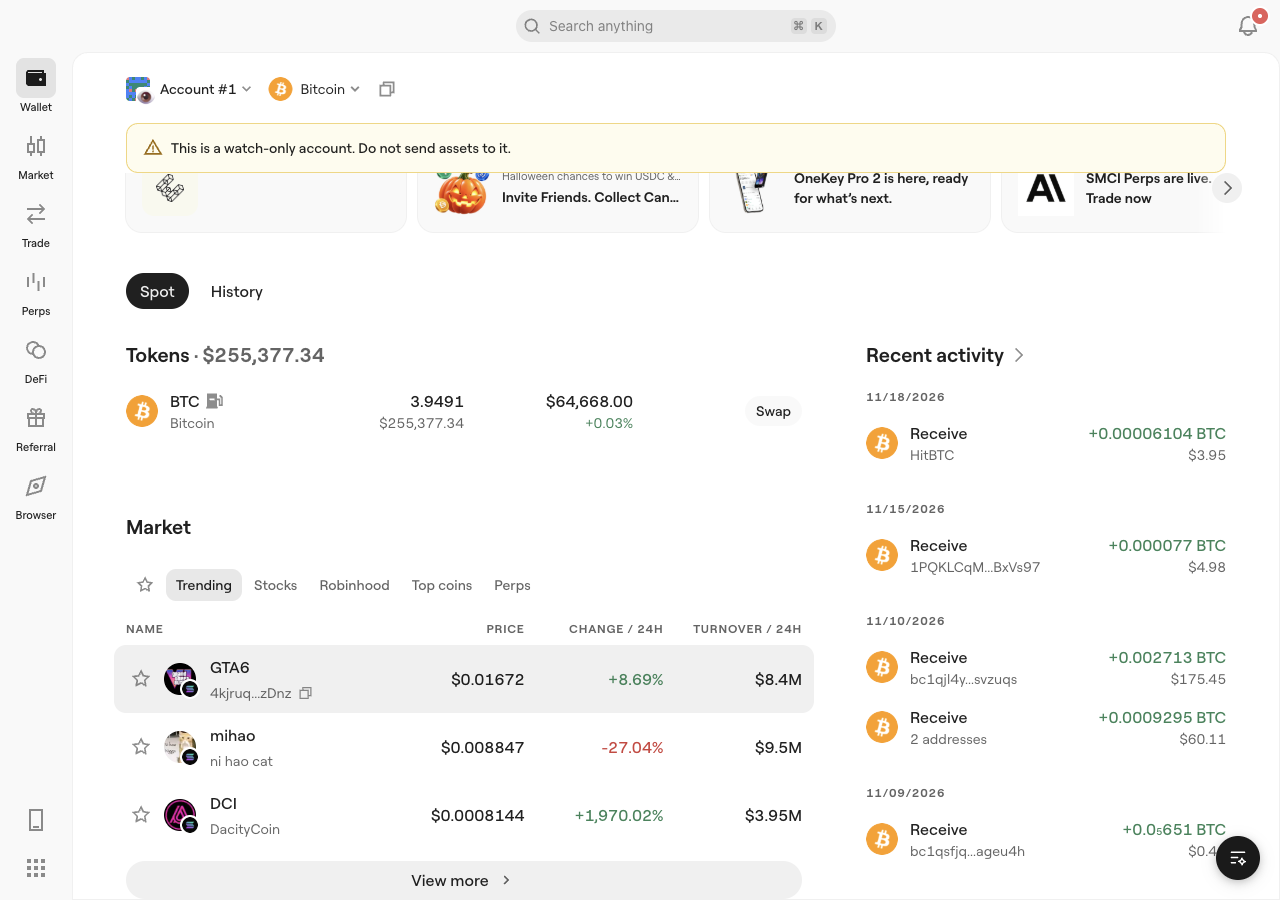 Search anything
⌘ K
Wallet
Market
Trade
Perps
DeFi
Referral
Browser
Account #1
Bitcoin
This is a watch-only account. Do not send assets to it.
Halloween chances to win USDC &...
Invite Friends. Collect Can...
OneKey Pro 2 is here, ready
for what's next.
SMCI Perps are live.
Trade now
Spot
History
Tokens · $255,377.34
BTC 3.9491 $64,668.00
Bitcoin $255,377.34 +0.03%
Swap
Market
Trending Stocks Robinhood Top coins Perps
NAME PRICE CHANGE / 24H TURNOVER / 24H
GTA6
4kjruq...zDnz
$0.01672 +8.69% $8.4M
mihao
ni hao cat
$0.008847 -27.04% $9.5M
DCI
DacityCoin
$0.0008144 +1,970.02% $3.95M
View more
Recent activity
11/18/2026
Receive +0.00006104 BTC
HitBTC $3.95
11/15/2026
Receive +0.000077 BTC
1PQKLCqM...BxVs97 $4.98
11/10/2026
Receive +0.002713 BTC
bc1qjl4y...svzuqs $175.45
Receive +0.0009295 BTC
2 addresses $60.11
11/09/2026
Receive +0.0₅651 BTC
bc1qsfjq...ageu4h